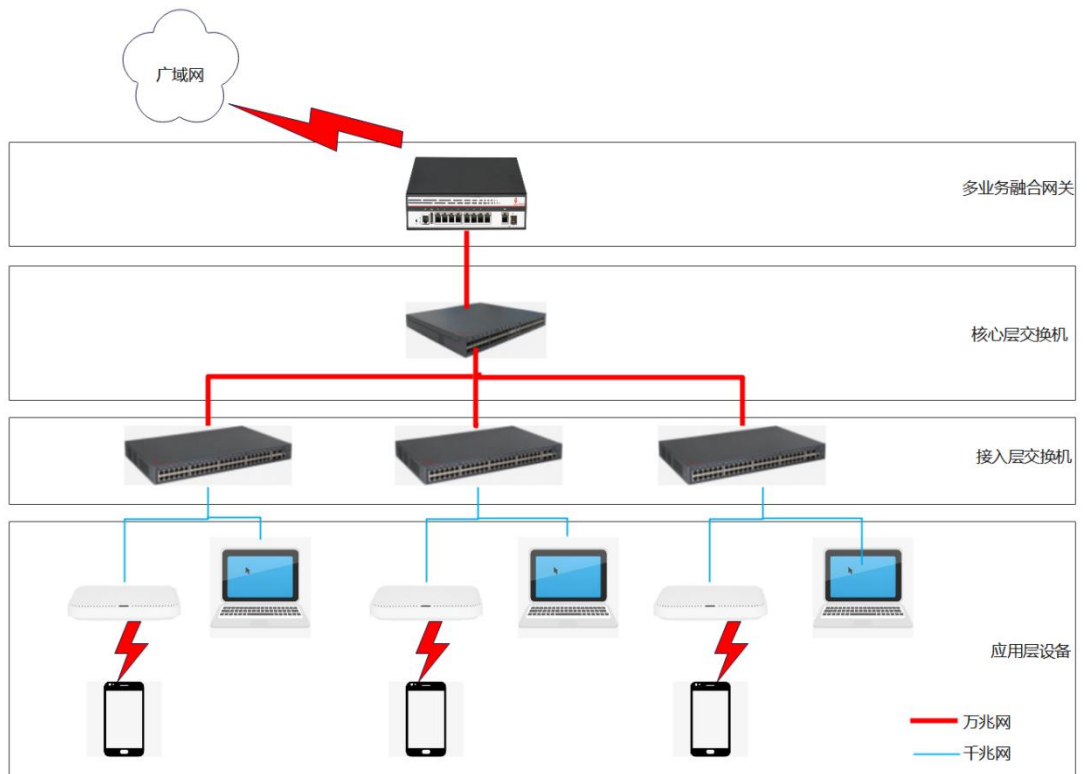 广域网
多业务融合网关
核心层交换机
接入层交换机
应用层设备
万兆网
千兆网